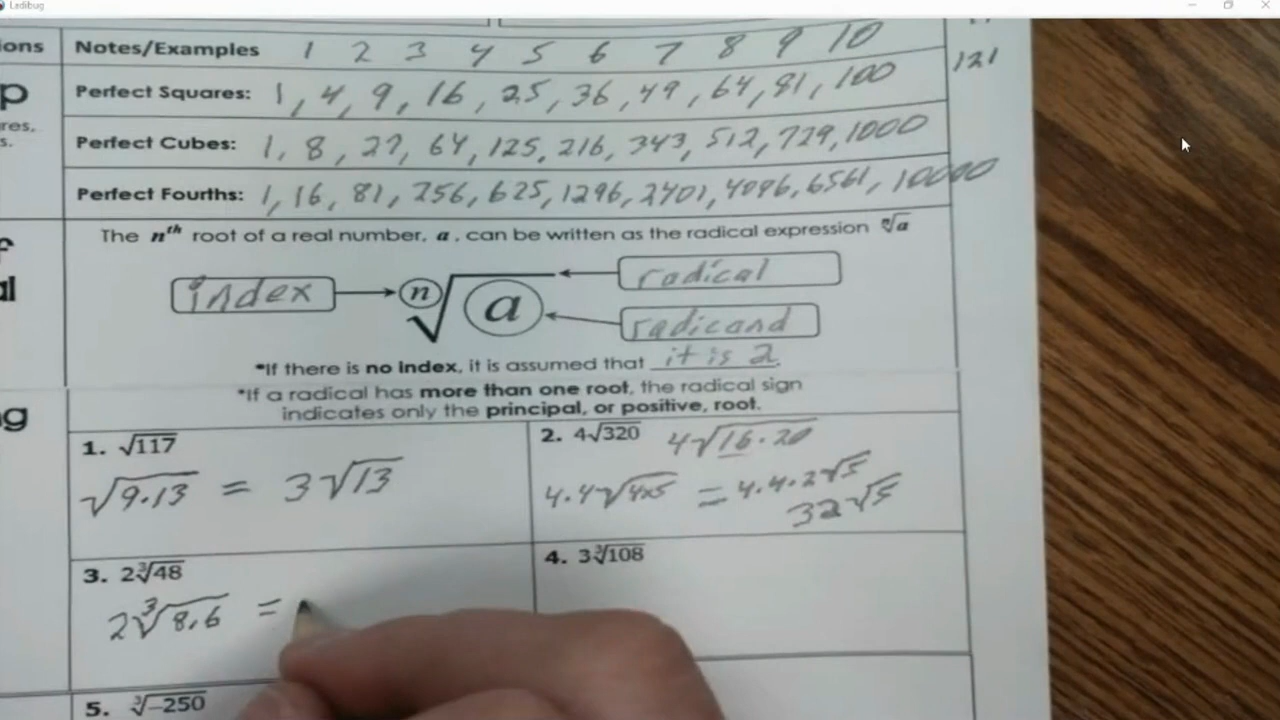 Ladibug
ions Notes/Examples 1 2 3 4 5 6 7 8 9 10
p Perfect Squares: 1, 4, 9, 16, 25, 36, 49, 64, 81, 100 121
res,
s. Perfect Cubes: 1, 8, 27, 64, 125, 216, 343, 512, 729, 1000
Perfect Fourths: 1, 16, 81, 256, 625, 1296, 2401, 4096, 6561, 10000
The nth root of a real number, a, can be written as the radical expression ⁿ√a
al index n√a radical
radicand
*If there is no index, it is assumed that it is 2.
*If a radical has more than one root, the radical sign
indicates only the principal, or positive, root.
ng
1. √117
√9·13 = 3√13
2. 4√320 4√16·20
4·4√4x5 = 4·4·2√5
32√5
3. 2∛48
2∛8·6 =
4. 3∛108
5. ∛-250